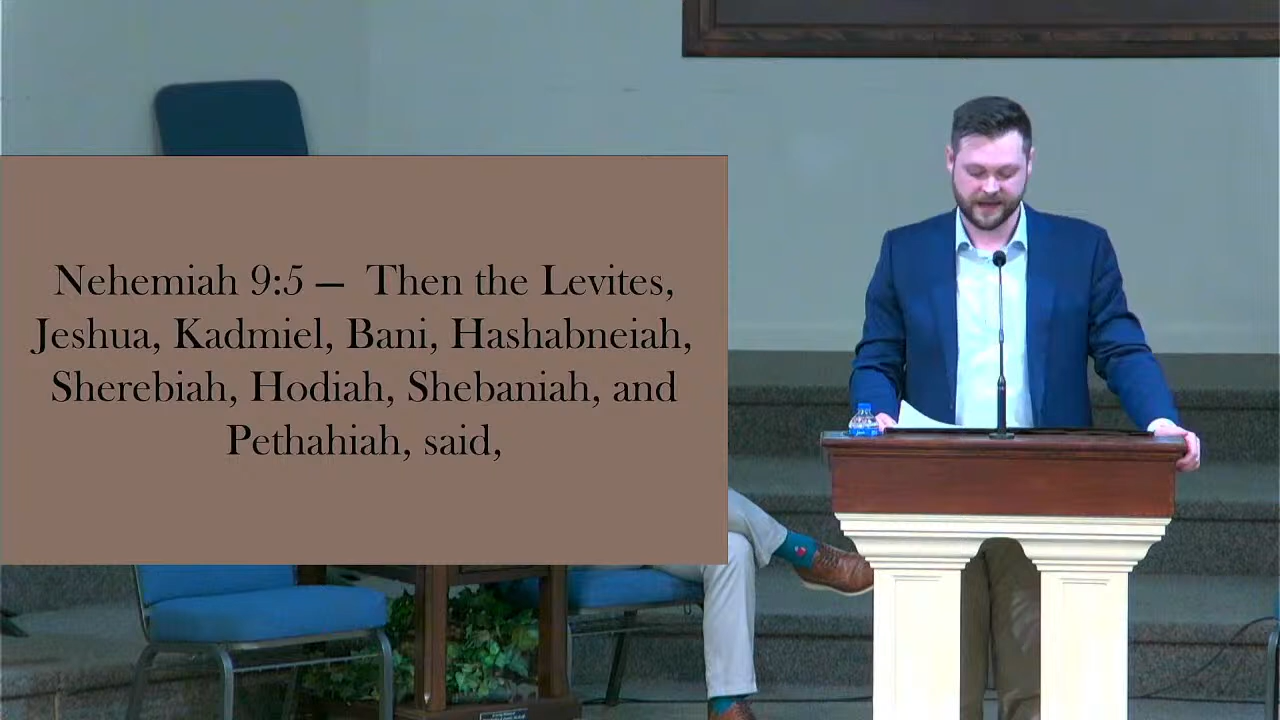 Nehemiah 9:5 – Then the Levites,
Jeshua, Kadmiel, Bani, Hashabneiah,
Sherebiah, Hodiah, Shebaniah, and
Pethahiah, said,